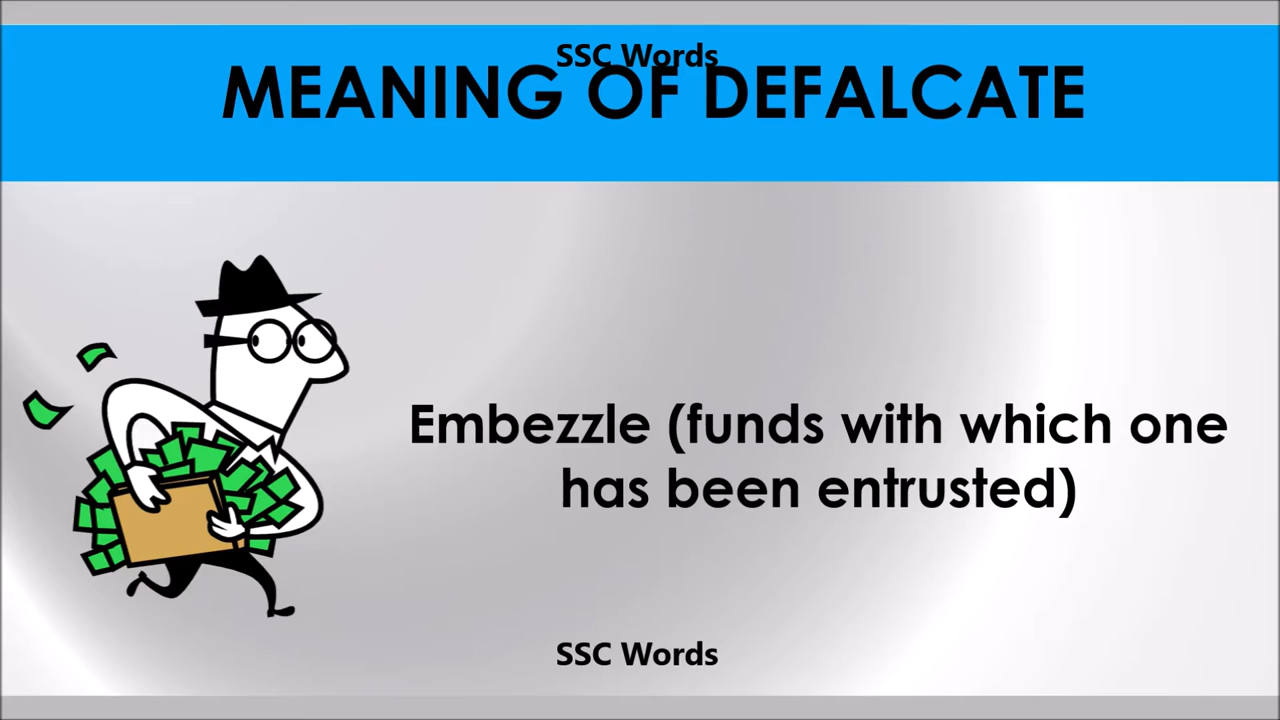 SSC Words
MEANING OF DEFALCATE
Embezzle (funds with which one
has been entrusted)
SSC Words